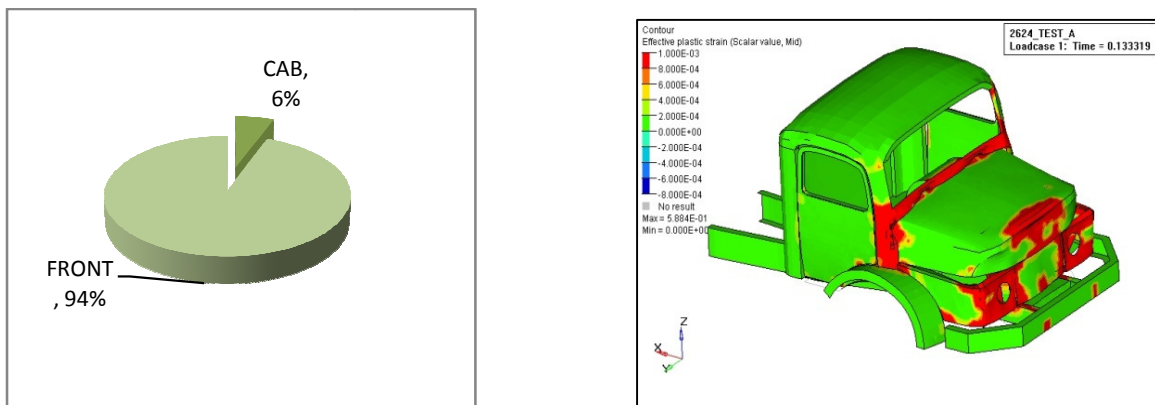 CAB,
6%
FRONT
, 94%
Contour
Effective plastic strain (Scalar value, Mid)
1.000E-03
8.000E-04
6.000E-04
4.000E-04
2.000E-04
0.000E+00
-2.000E-04
-4.000E-04
-6.000E-04
-8.000E-04
No result
Max = 5.884E-01
Min = 0.000E+00
2624_TEST_A
Loadcase 1: Time = 0.133319
Z
X
Y